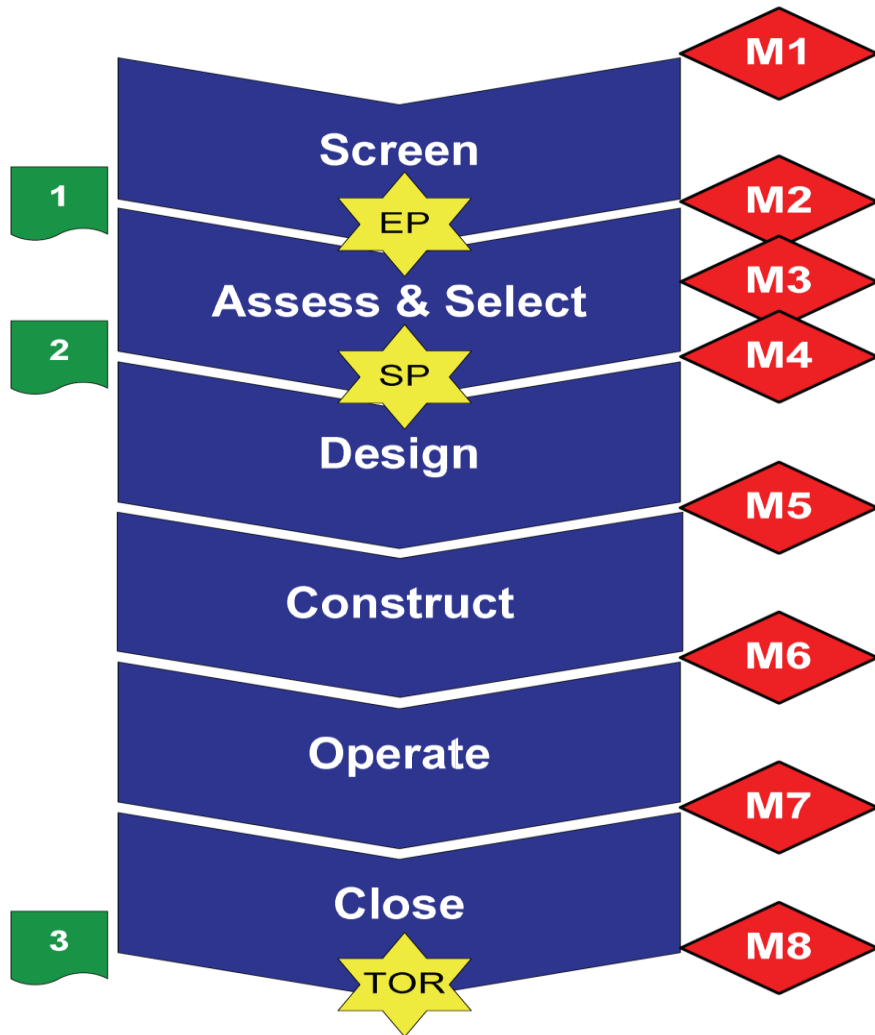 M1
Screen
1
M2
EP
M3
Assess & Select
2
M4
SP
Design
M5
Construct
M6
Operate
M7
Close
3
M8
TOR